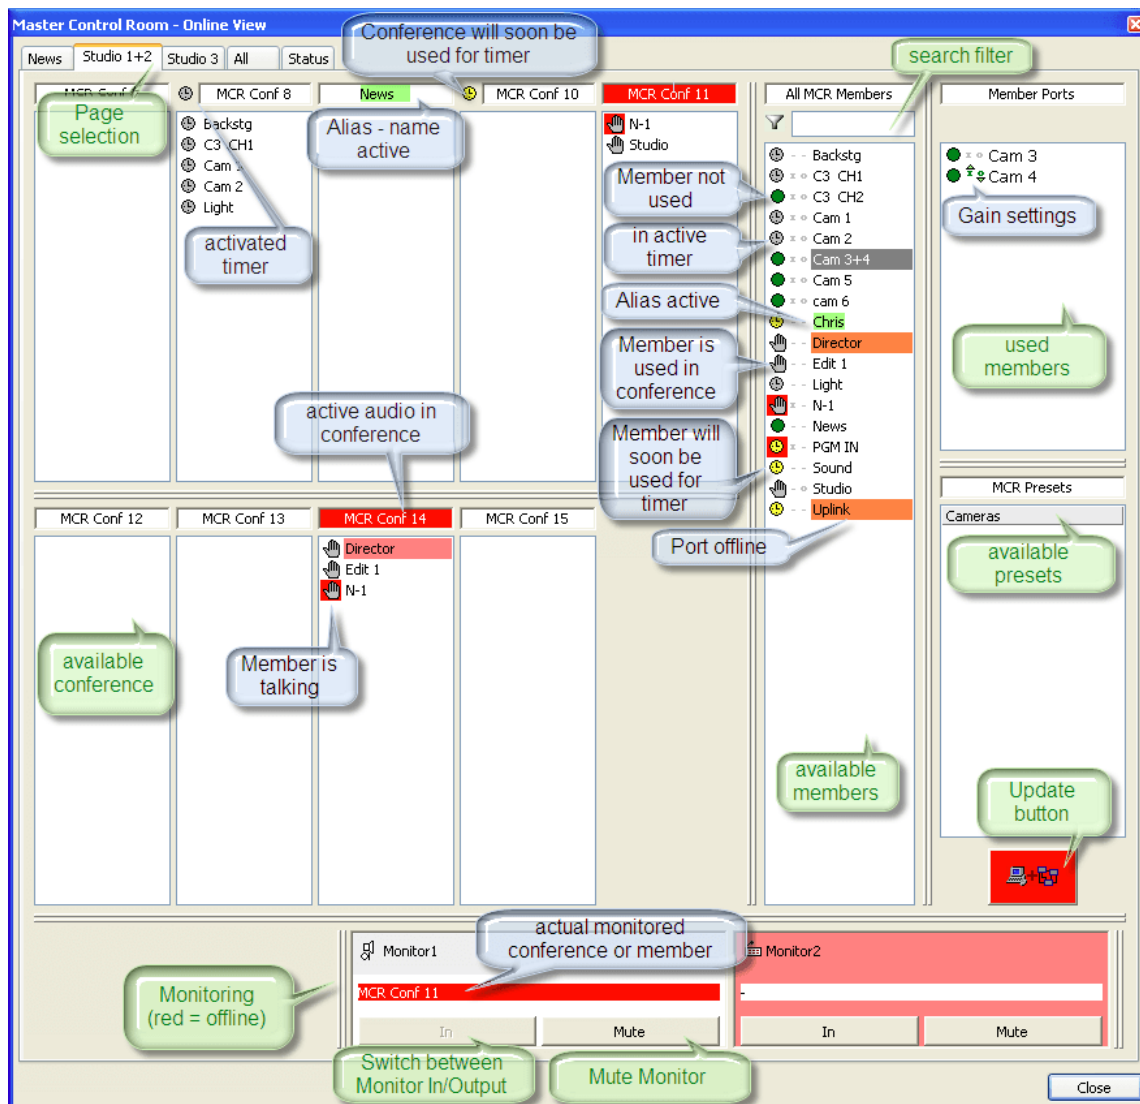 Master Control Room - Online View
News
Studio 1+2
Studio 3
All
Status
Conference will soon be
used for timer
search filter
MCR Conf 8
News
MCR Conf 10
MCR Conf 11
All MCR Members
Member Ports
Page
selection
Backstg
C3 CH1
Cam 1
Cam 2
Light
activated
timer
Alias - name
active
N-1
Studio
Member not
used
in active
timer
Alias active
Member is
used in
conference
Member will
soon be
used for
timer
Port offline
Backstg
C3 CH1
C3 CH2
Cam 1
Cam 2
Cam 3+4
Cam 5
cam 6
Chris
Director
Edit 1
Light
N-1
News
PGM IN
Sound
Studio
Uplink
Cam 3
Cam 4
Gain settings
used
members
active audio in
conference
MCR Conf 12
MCR Conf 13
MCR Conf 14
MCR Conf 15
MCR Presets
Cameras
available
presets
Director
Edit 1
N-1
available
conference
Member is
talking
available
members
Update
button
Monitor1
actual monitored
conference or member
Monitor2
Monitoring
(red = offline)
MCR Conf 11
-
In
Mute
In
Mute
Switch between
Monitor In/Output
Mute Monitor
Close